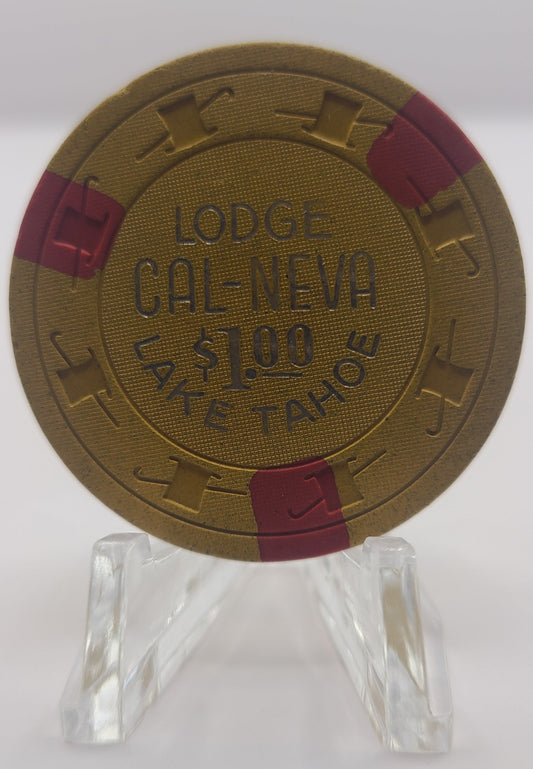 LODGE
CAL-NEVA
$1.00
LAKE TAHOE